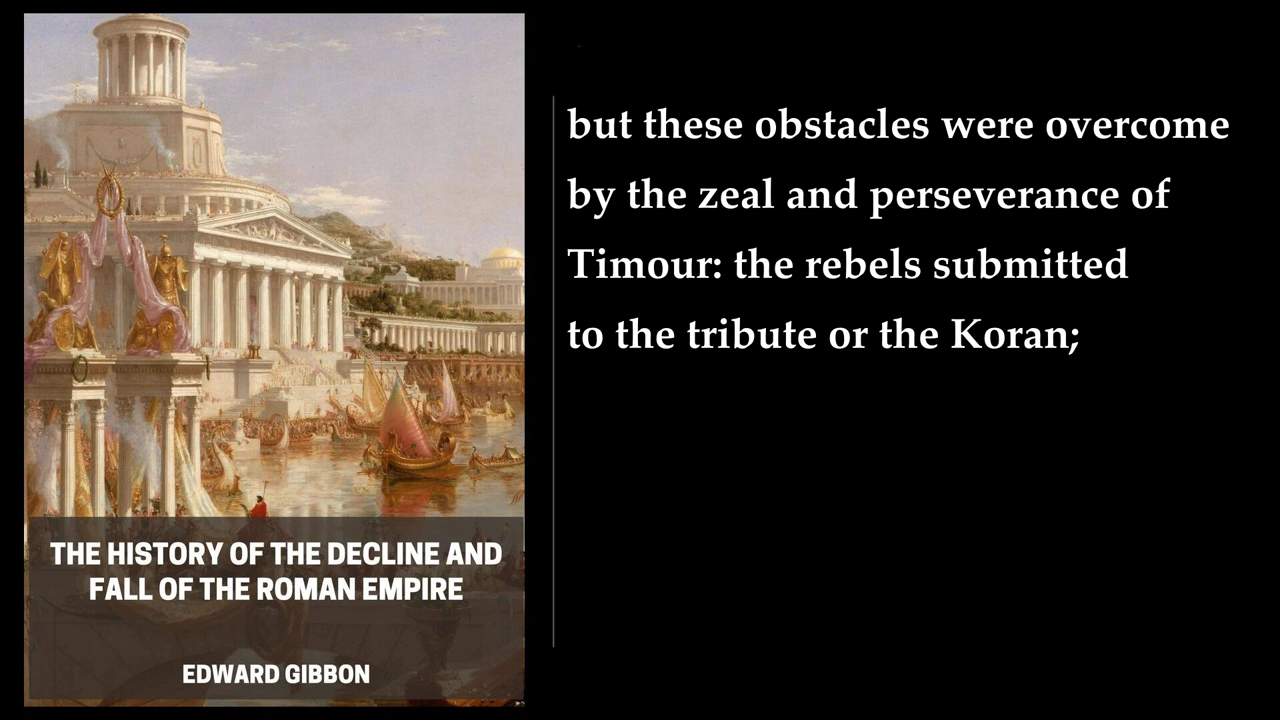 but these obstacles were overcome
by the zeal and perseverance of
Timour: the rebels submitted
to the tribute or the Koran;
THE HISTORY OF THE DECLINE AND
FALL OF THE ROMAN EMPIRE
EDWARD GIBBON